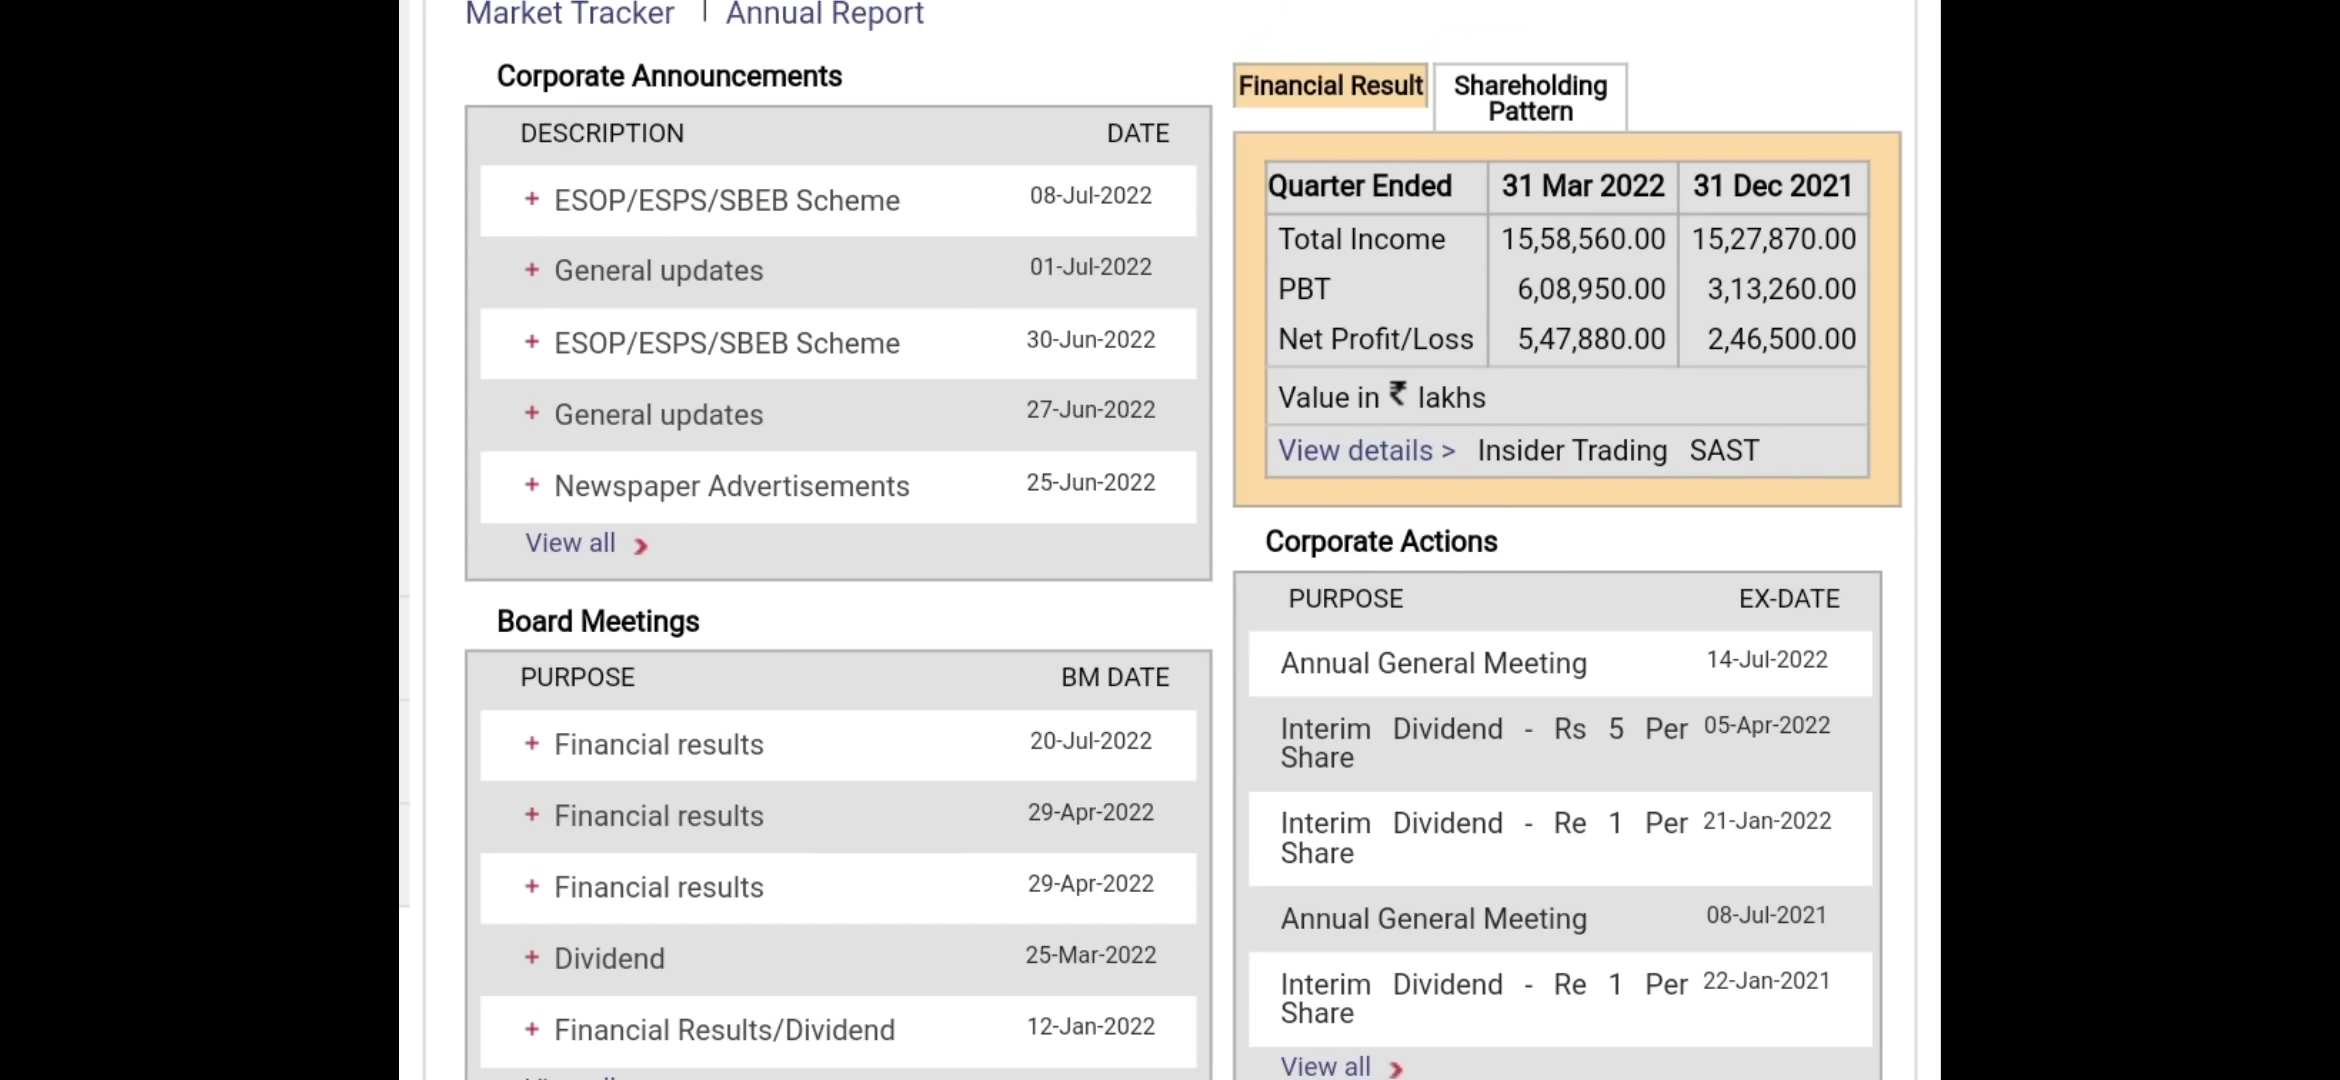 Market Tracker | Annual Report
Corporate Announcements
DESCRIPTION DATE
+ ESOP/ESPS/SBEB Scheme 08-Jul-2022
+ General updates 01-Jul-2022
+ ESOP/ESPS/SBEB Scheme 30-Jun-2022
+ General updates 27-Jun-2022
+ Newspaper Advertisements 25-Jun-2022
View all
Board Meetings
PURPOSE BM DATE
+ Financial results 20-Jul-2022
+ Financial results 29-Apr-2022
+ Financial results 29-Apr-2022
+ Dividend 25-Mar-2022
+ Financial Results/Dividend 12-Jan-2022
Financial Result
Shareholding
Pattern
Quarter Ended 31 Mar 2022 31 Dec 2021
Total Income 15,58,560.00 15,27,870.00
PBT 6,08,950.00 3,13,260.00
Net Profit/Loss 5,47,880.00 2,46,500.00
Value in ₹ lakhs
View details > Insider Trading SAST
Corporate Actions
PURPOSE EX-DATE
Annual General Meeting 14-Jul-2022
Interim Dividend - Rs 5 Per 05-Apr-2022
Share
Interim Dividend - Re 1 Per 21-Jan-2022
Share
Annual General Meeting 08-Jul-2021
Interim Dividend - Re 1 Per 22-Jan-2021
Share
View all